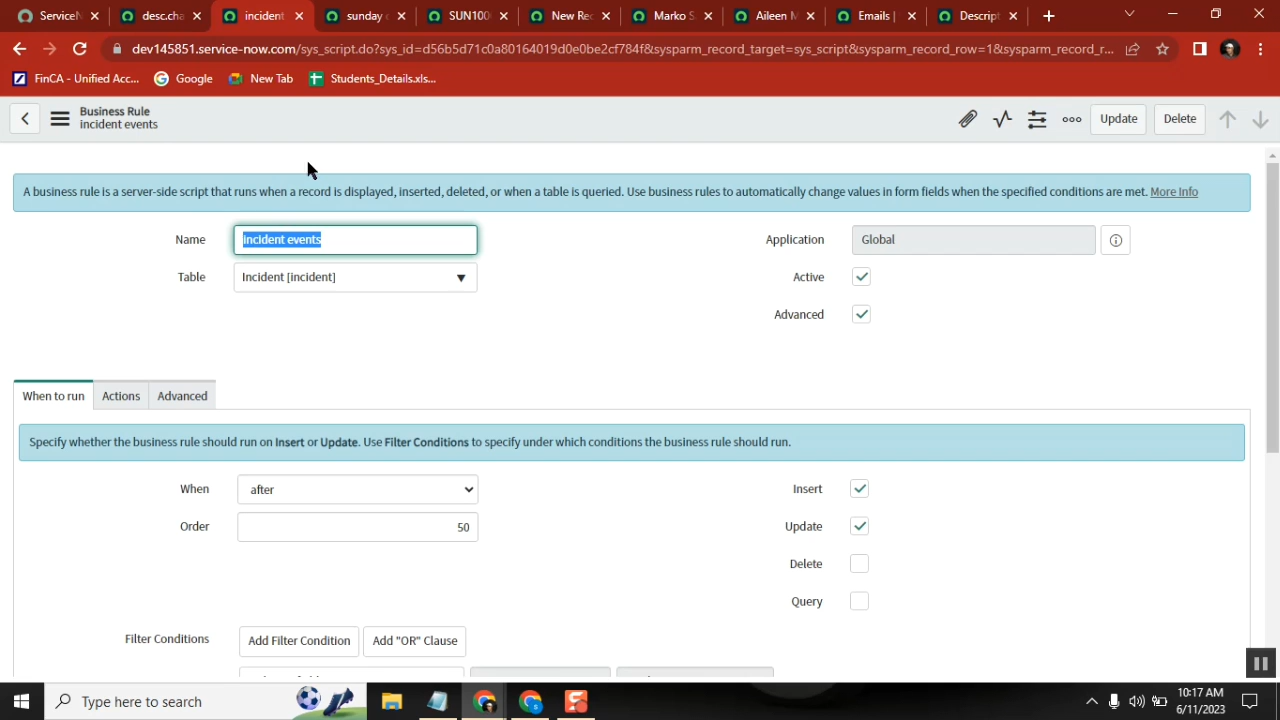 ServiceN
desc.cha
incident
sunday c
SUN100
New Rec
Marko S
Aileen M
Emails |
Descript
dev145851.service-now.com/sys_script.do?sys_id=d56b5d71c0a80164019d0e0be2cf784f&sysparm_record_target=sys_script&sysparm_record_row=1&sysparm_record_r...
FinCA - Unified Acc...
Google
New Tab
Students_Details.xls...
Business Rule
incident events
Update
Delete
A business rule is a server-side script that runs when a record is displayed, inserted, deleted, or when a table is queried. Use business rules to automatically change values in form fields when the specified conditions are met. More Info
Name
incident events
Application
Global
Table
Incident [incident]
Active
Advanced
When to run
Actions
Advanced
Specify whether the business rule should run on Insert or Update. Use Filter Conditions to specify under which conditions the business rule should run.
When
after
Insert
Order
50
Update
Delete
Query
Filter Conditions
Add Filter Condition
Add "OR" Clause
Type here to search
10:17 AM
6/11/2023